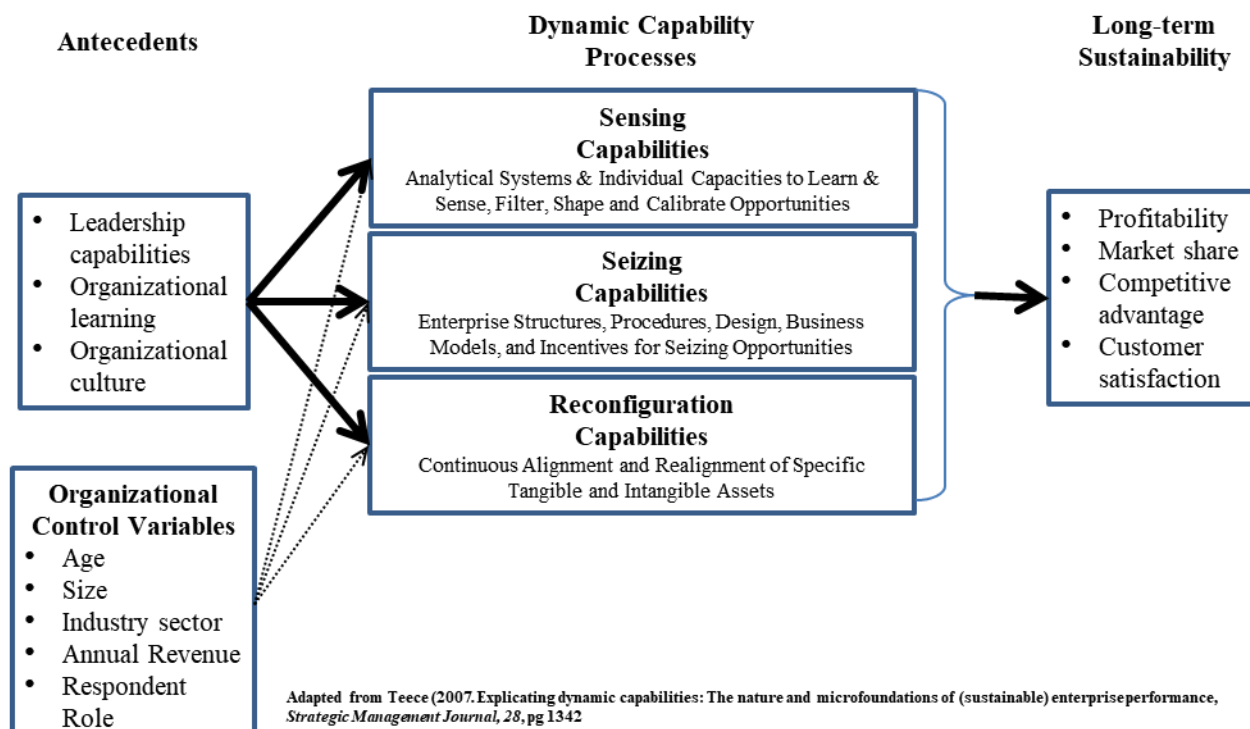 Antecedents
Dynamic Capability
Processes
Long-term
Sustainability
Sensing
Capabilities
Analytical Systems & Individual Capacities to Learn &
Sense, Filter, Shape and Calibrate Opportunities
• Leadership
capabilities
• Organizational
learning
• Organizational
culture
Seizing
Capabilities
Enterprise Structures, Procedures, Design, Business
Models, and Incentives for Seizing Opportunities
• Profitability
• Market share
• Competitive
advantage
• Customer
satisfaction
Reconfiguration
Capabilities
Continuous Alignment and Realignment of Specific
Tangible and Intangible Assets
Organizational
Control Variables
• Age
• Size
• Industry sector
• Annual Revenue
• Respondent
Role
Adapted from Teece (2007. Explicating dynamic capabilities: The nature and microfoundations of (sustainable) enterprise performance,
Strategic Management Journal, 28, pg 1342